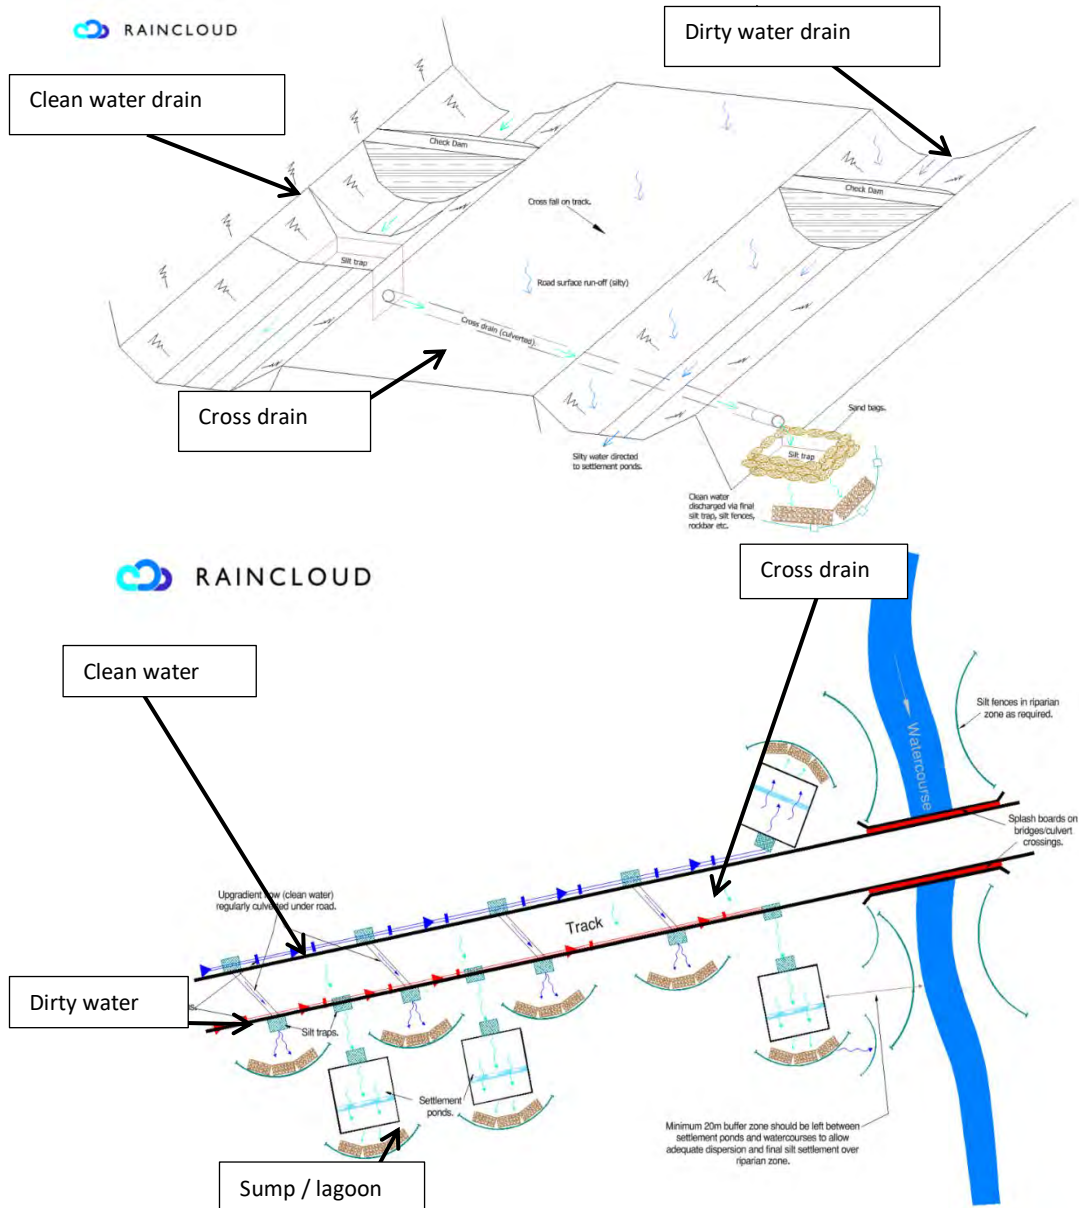 RAINCLOUD
Dirty water drain
Clean water drain
Check Dam
Check Dam
Cross fall on track.
Silt trap
Road surface run-off (silty)
Cross drain (culverted)
Cross drain
Sand bags.
Silt trap
Silty water directed
to settlement ponds.
Clean water
discharged via final
silt trap, silt fences,
rockbar etc.
RAINCLOUD
Cross drain
Clean water
Silt fences in riparian
zone as required.
Watercourse
Splash boards on
bridges/culvert
crossings.
Upgradient flow (clean water)
regularly culverted under road.
Track
Dirty water
Silt traps.
Settlement
ponds.
Minimum 20m buffer zone should be left between
settlement ponds and watercourses to allow
adequate dispersion and final silt settlement over
riparian zone.
Sump / lagoon